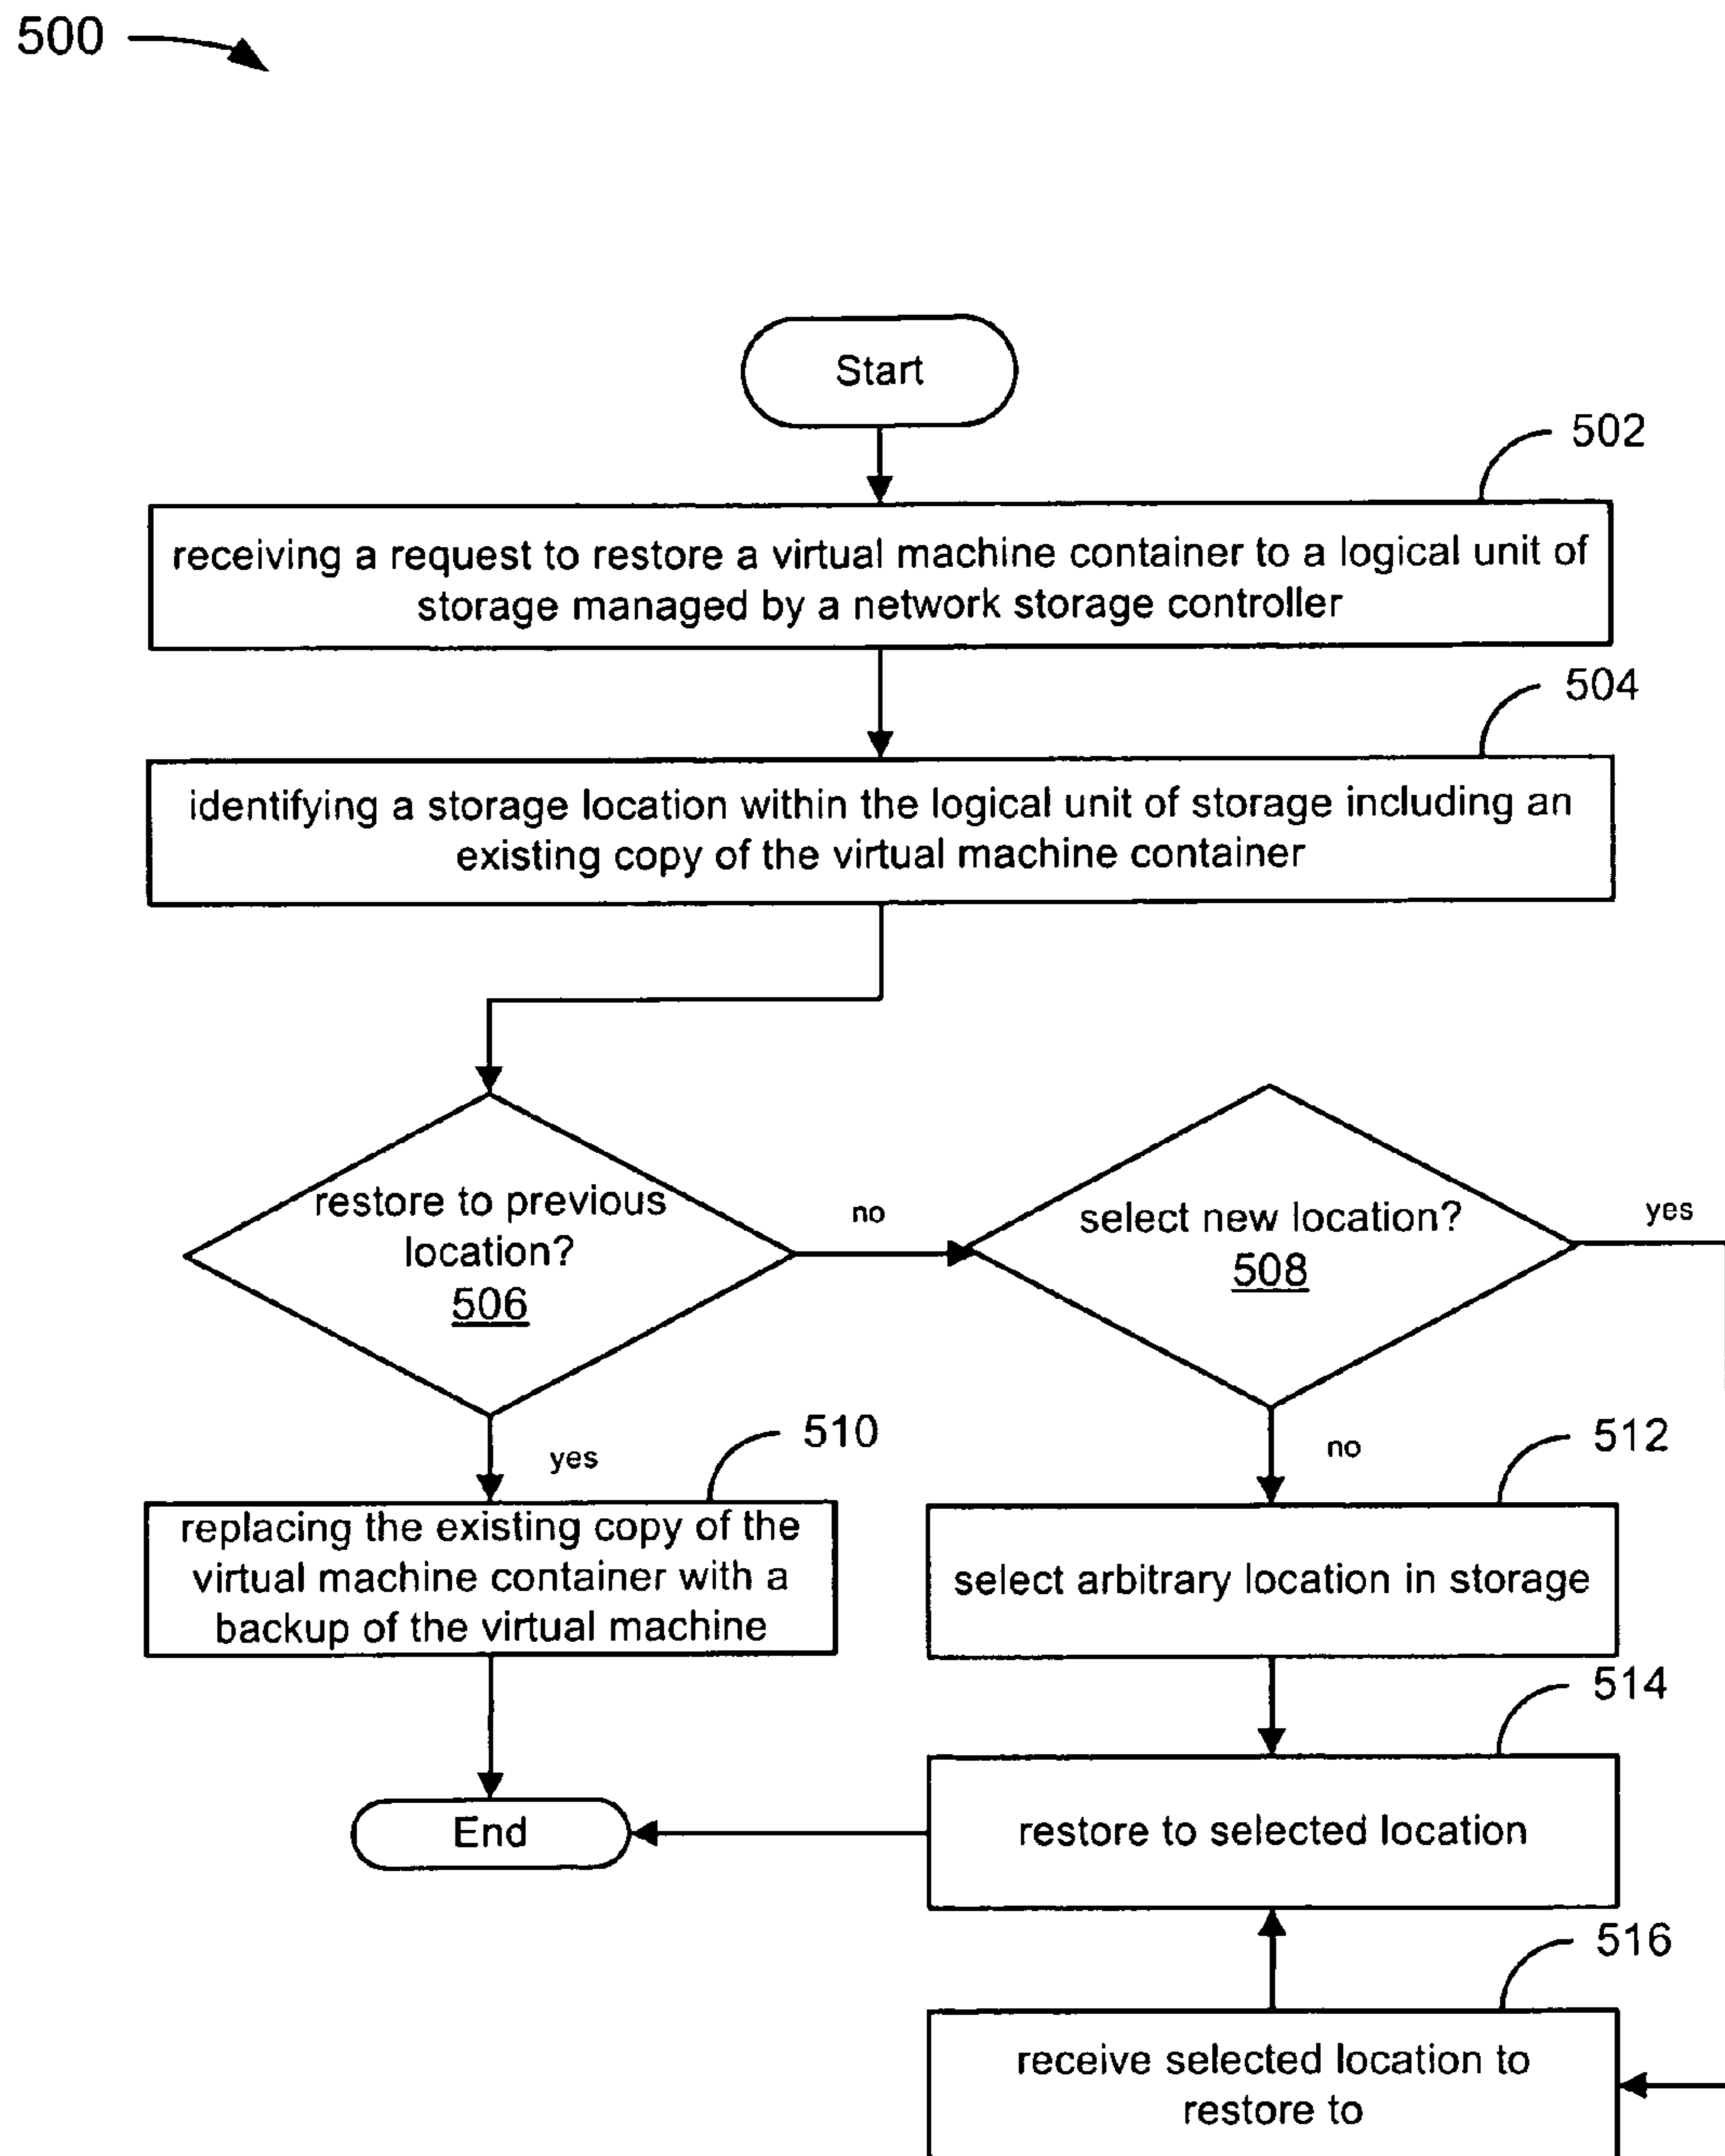 500
Start
502
receiving a request to restore a virtual machine container to a logical unit of
storage managed by a network storage controller
504
identifying a storage location within the logical unit of storage including an
existing copy of the virtual machine container
restore to previous
location?
506
no
select new location?
508
yes
yes
510
replacing the existing copy of the
virtual machine container with a
backup of the virtual machine
no
512
select arbitrary location in storage
514
restore to selected location
End
516
receive selected location to
restore to